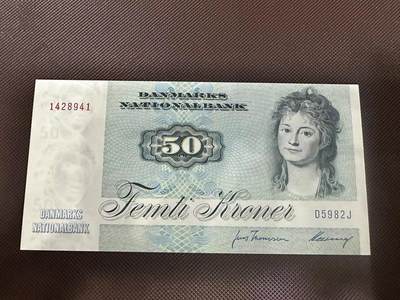 DANMARKS
NATIONALBANK
1428941
50
Femti Kroner
D5982J
DANMARKS
NATIONALBANK